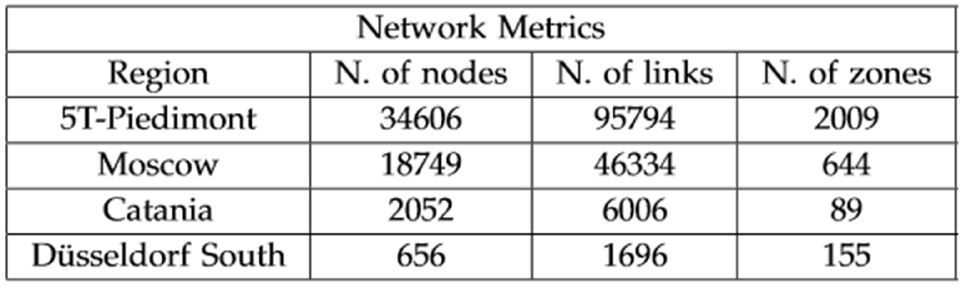 Network Metrics
Region N. of nodes N. of links N. of zones
5T-Piedimont 34606 95794 2009
Moscow 18749 46334 644
Catania 2052 6006 89
Düsseldorf South 656 1696 155